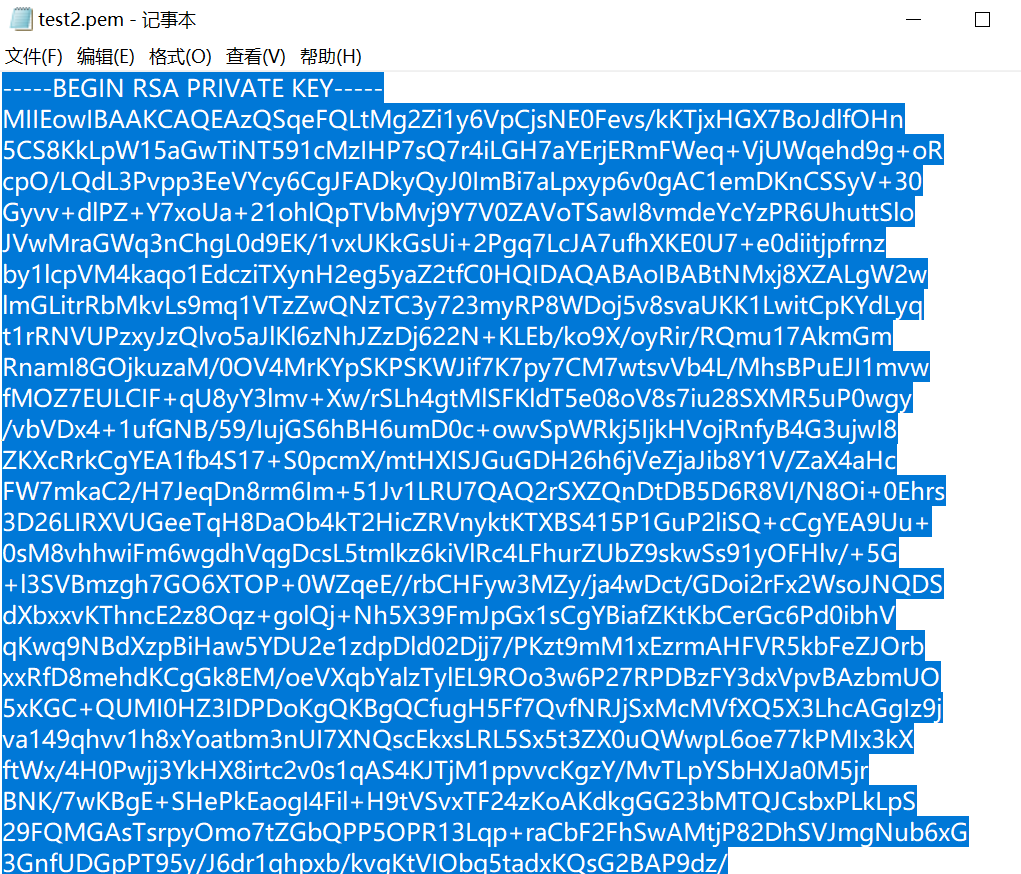 test2.pem - 记事本
文件(F) 编辑(E) 格式(O) 查看(V) 帮助(H)
-----BEGIN RSA PRIVATE KEY-----
MIIEowIBAAKCAQEAzQSqeFQLtMg2Zi1y6VpCjsNE0Fevs/kKTjxHGX7BoJdlfOHn
5CS8KkLpW15aGwTiNT591cMzIHP7sQ7r4iLGH7aYErjERmFWeq+VjUWqehd9g+oR
cpO/LQdL3Pvpp3EeVYcy6CgJFADkyQyJ0ImBi7aLpxyp6v0gAC1emDKnCSSyV+30
Gyvv+dlPZ+Y7xoUa+21ohlQpTVbMvj9Y7V0ZAVoTSawI8vmdeYcYzPR6UhuttSlo
JVwMraGWq3nChgL0d9EK/1vxUKkGsUi+2Pgq7LcJA7ufhXKE0U7+e0diitjpfrnz
by1lcpVM4kaqo1EdcziTXynH2eg5yaZ2tfC0HQIDAQABAoIBABtNMxj8XZALgW2w
lmGLitrRbMkvLs9mq1VTzZwQNzTC3y723myRP8WDoj5v8svaUKK1LwitCpKYdLyq
t1rRNVUPzxyJzQlvo5aJlKl6zNhJZzDj622N+KLEb/ko9X/oyRir/RQmu17AkmGm
RnamI8GOjkuzaM/0OV4MrKYpSKPSKWJif7K7py7CM7wtsvVb4L/MhsBPuEJI1mvw
fMOZ7EULCIF+qU8yY3lmv+Xw/rSLh4gtMlSFKldT5e08oV8s7iu28SXMR5uP0wgy
/vbVDx4+1ufGNB/59/IujGS6hBH6umD0c+owvSpWRkj5IjkHVojRnfyB4G3ujwI8
ZKXcRrkCgYEA1fb4S17+S0pcmX/mtHXISJGuGDH26h6jVeZjaJib8Y1V/ZaX4aHc
FW7mkaC2/H7JeqDn8rm6Im+51Jv1LRU7QAQ2rSXZQnDtDB5D6R8VI/N8Oi+0Ehrs
3D26LIRXVUGeeTqH8DaOb4kT2HicZRVnyktKTXBS415P1GuP2liSQ+cCgYEA9Uu+
0sM8vhhwiFm6wgdhVqgDcsL5tmlkz6kiVlRc4LFhurZUbZ9skwSs91yOFHlv/+5G
+l3SVBmzgh7GO6XTOP+0WZqeE//rbCHFyw3MZy/ja4wDct/GDoi2rFx2WsoJNQDS
dXbxxvKThncE2z8Oqz+golQj+Nh5X39FmJpGx1sCgYBiafZKtKbCerGc6Pd0ibhV
qKwq9NBdXzpBiHaw5YDU2e1zdpDld02Djj7/PKzt9mM1xEzrmAHFVR5kbFeZJOrb
xxRfD8mehdKCgGk8EM/oeVXqbYalzTylEL9ROo3w6P27RPDBzFY3dxVpvBAzbmUO
5xKGC+QUMI0HZ3IDPDoKgQKBgQCfugH5Ff7QvfNRJjSxMcMVfXQ5X3LhcAGgIz9j
va149qhvv1h8xYoatbm3nUI7XNQscEkxsLRL5Sx5t3ZX0uQWwpL6oe77kPMIx3kX
ftWx/4H0Pwjj3YkHX8irtc2v0s1qAS4KJTjM1ppvvcKgzY/MvTLpYSbHXJa0M5jr
BNK/7wKBgE+SHePkEaogI4Fil+H9tVSvxTF24zKoAKdkgGG23bMTQJCsbxPLkLpS
29FQMGAsTsrpyOmo7tZGbQPP5OPR13Lqp+raCbF2FhSwAMtjP82DhSVJmgNub6xG
3GnfUDGpPT95y/J6dr1qhpxb/kvgKtVIObg5tadxKQsG2BAP9dz/